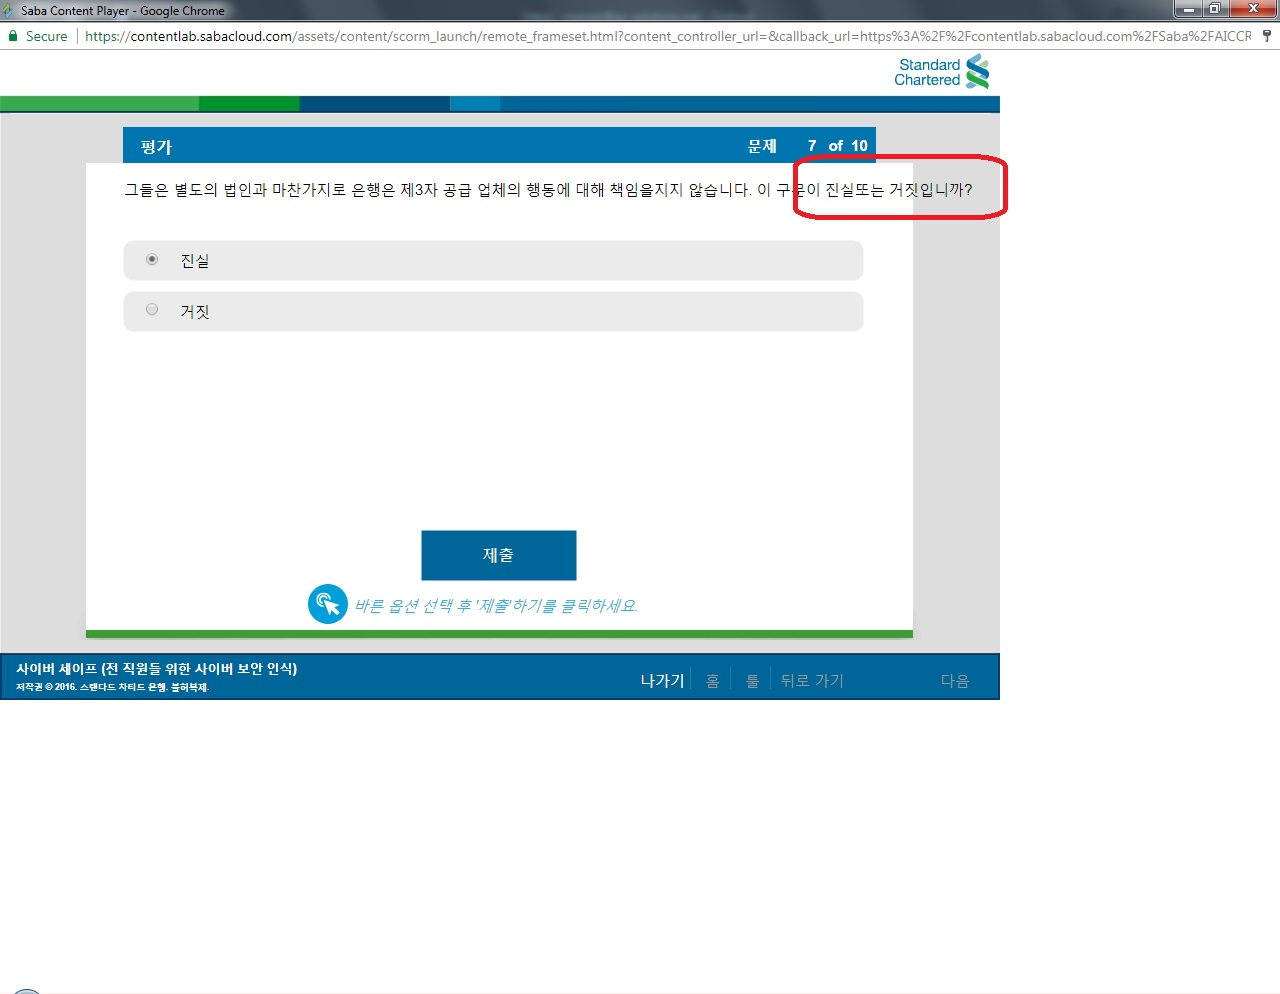 Saba Content Player - Google Chrome
Secure https://contentlab.sabacloud.com/assets/content/scorm_launch/remote_frameset.html?content_controller_url=&callback_url=https%3A%2F%2Fcontentlab.sabacloud.com%2FSaba%2FAICCR
Standard
Chartered
평가 문제 7 of 10
그들은 별도의 법인과 마찬가지로 은행은 제3자 공급 업체의 행동에 대해 책임을지지 않습니다. 이 구문이 진실또는 거짓입니까?
진실
거짓
제출
바른 옵션 선택 후 '제출'하기를 클릭하세요.
사이버 세이프 (전 직원들 위한 사이버 보안 인식)
저작권 © 2016. 스탠다드 차티드 은행. 불허복제.
나가기 홈 툴 뒤로 가기 다음